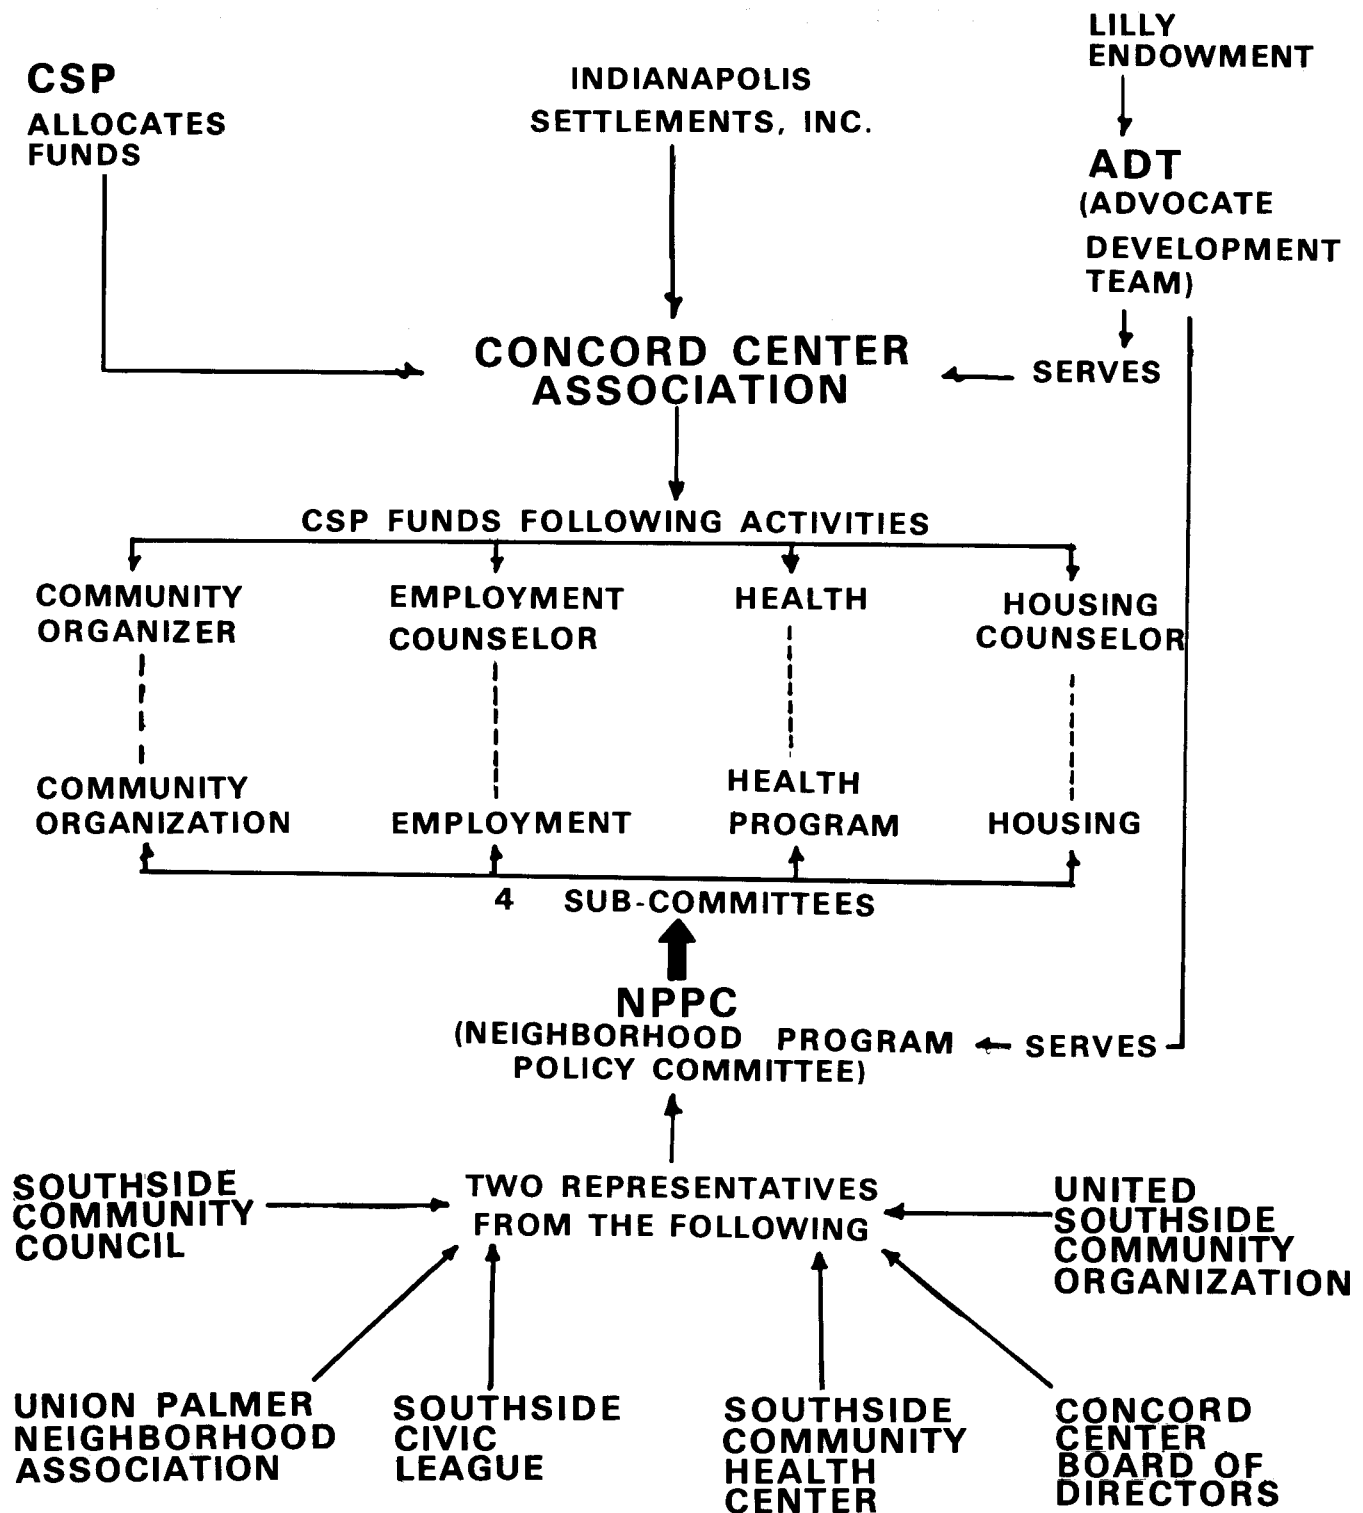 CSP
ALLOCATES
FUNDS
INDIANAPOLIS
SETTLEMENTS, INC.
LILLY
ENDOWMENT
ADT
(ADVOCATE
DEVELOPMENT
TEAM)
CONCORD CENTER
ASSOCIATION
SERVES
CSP FUNDS FOLLOWING ACTIVITIES
COMMUNITY
ORGANIZER
EMPLOYMENT
COUNSELOR
HEALTH
HOUSING
COUNSELOR
COMMUNITY
ORGANIZATION
EMPLOYMENT
HEALTH
PROGRAM
HOUSING
4 SUB-COMMITTEES
NPPC
(NEIGHBORHOOD PROGRAM
POLICY COMMITTEE)
SERVES
TWO REPRESENTATIVES
FROM THE FOLLOWING
SOUTHSIDE
COMMUNITY
COUNCIL
UNITED
SOUTHSIDE
COMMUNITY
ORGANIZATION
UNION PALMER
NEIGHBORHOOD
ASSOCIATION
SOUTHSIDE
CIVIC
LEAGUE
SOUTHSIDE
COMMUNITY
HEALTH
CENTER
CONCORD
CENTER
BOARD OF
DIRECTORS